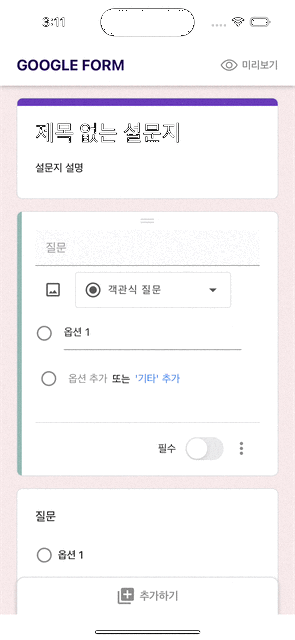 3:11
GOOGLE FORM 미리보기
제목 없는 설문지
설문지 설명
질문
객관식 질문
옵션 1
옵션 추가 또는 '기타' 추가
필수
질문
옵션 1
추가하기